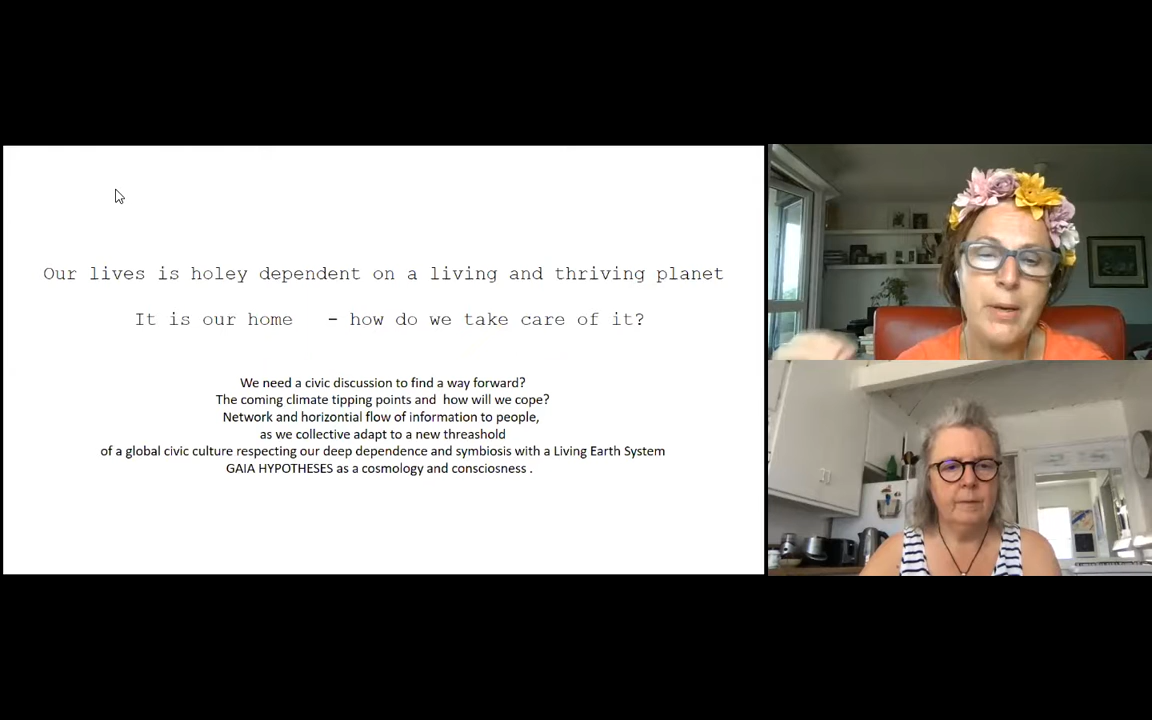 Our lives is holey dependent on a living and thriving planet
It is our home - how do we take care of it?
We need a civic discussion to find a way forward?
The coming climate tipping points and how will we cope?
Network and horizontial flow of information to people,
as we collective adapt to a new threashold
of a global civic culture respecting our deep dependence and symbiosis with a Living Earth System
GAIA HYPOTHESES as a cosmology and consciosness .